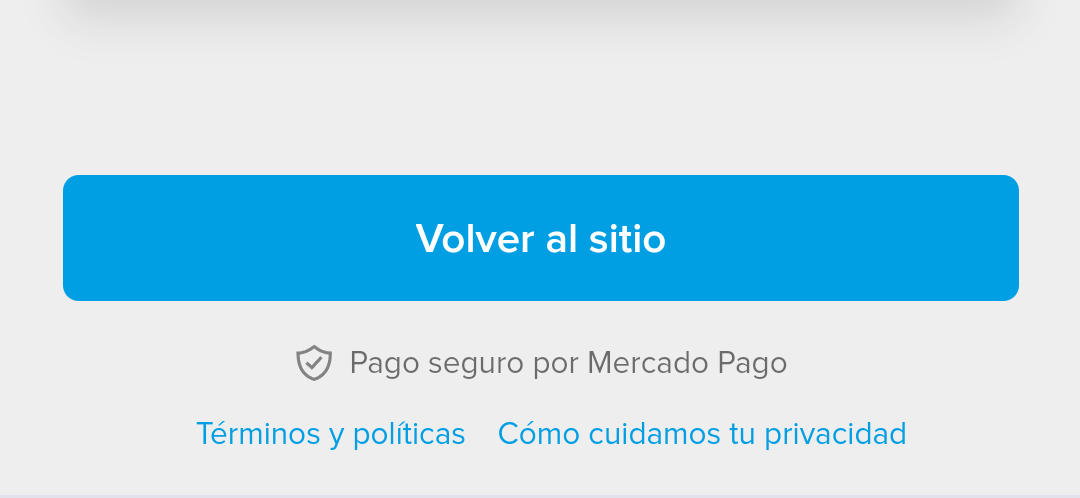 Volver al sitio
Pago seguro por Mercado Pago
Términos y políticas Cómo cuidamos tu privacidad